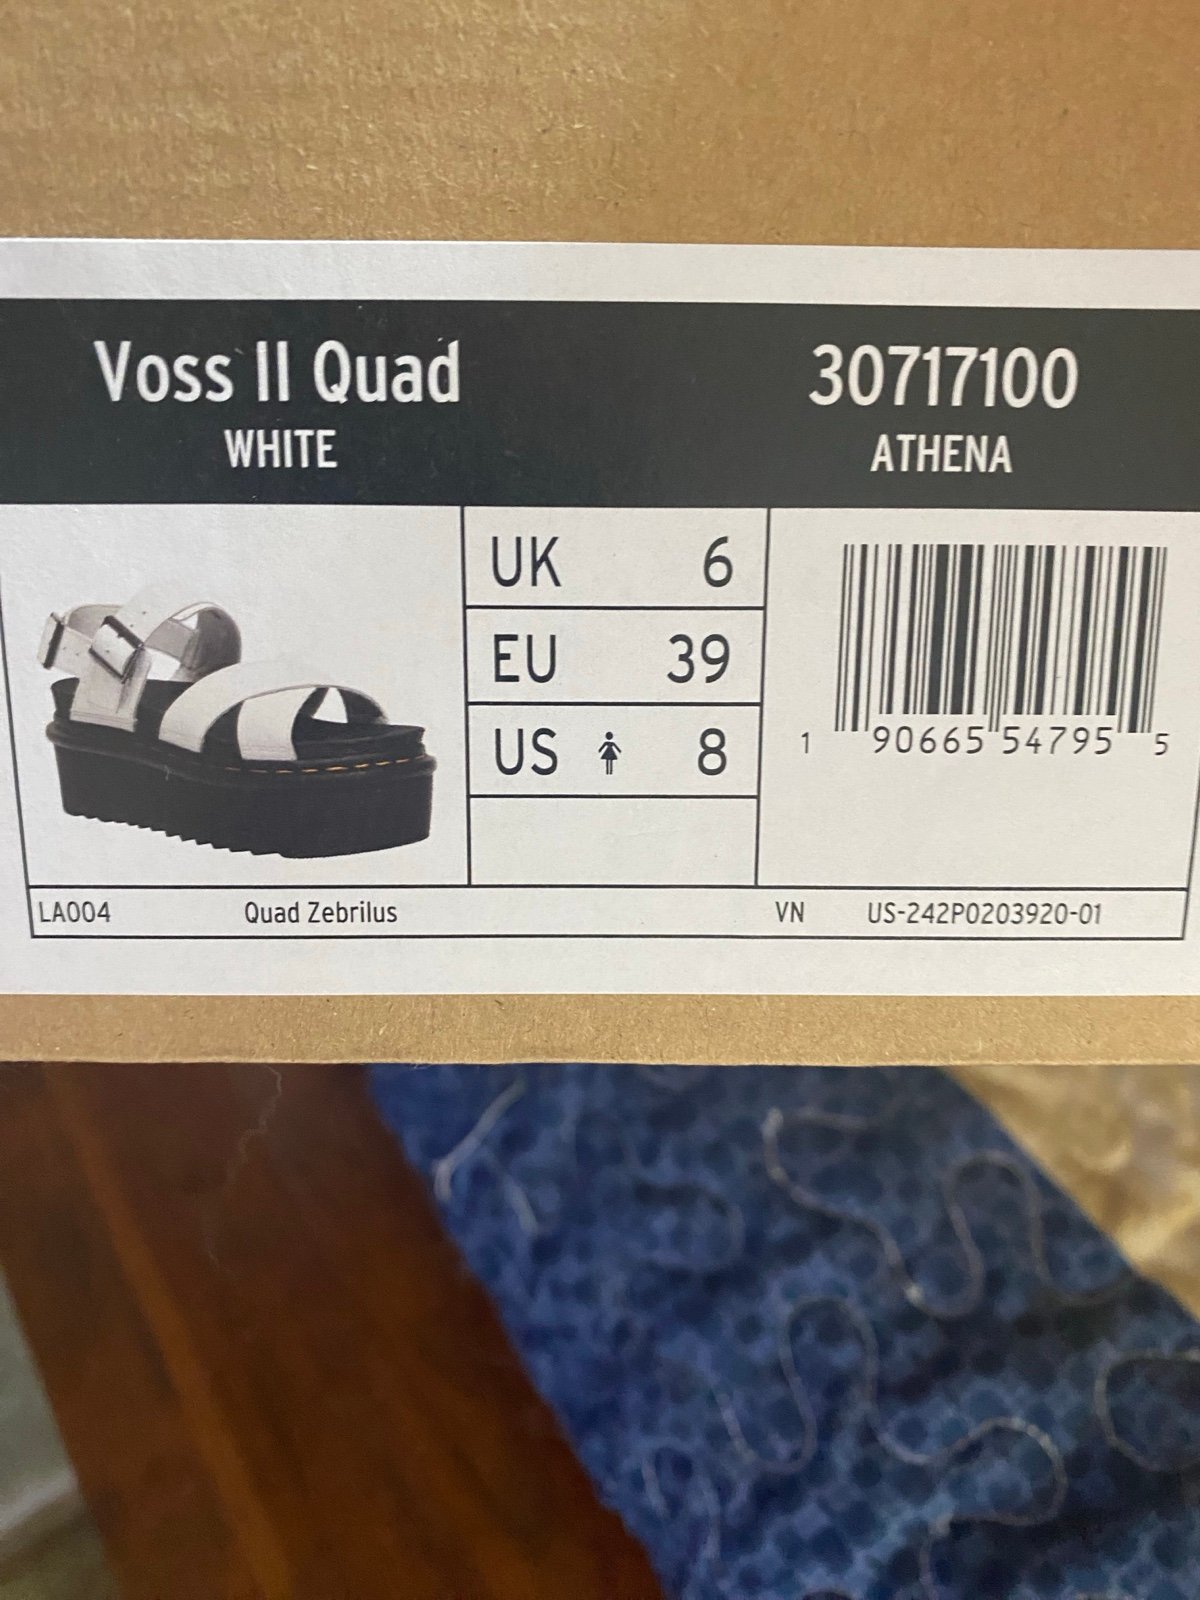 Voss II Quad
WHITE
30717100
ATHENA
UK 6
EU 39
US 8
1 90665 54795 5
LA004 Quad Zebrilus VN US-242P0203920-01